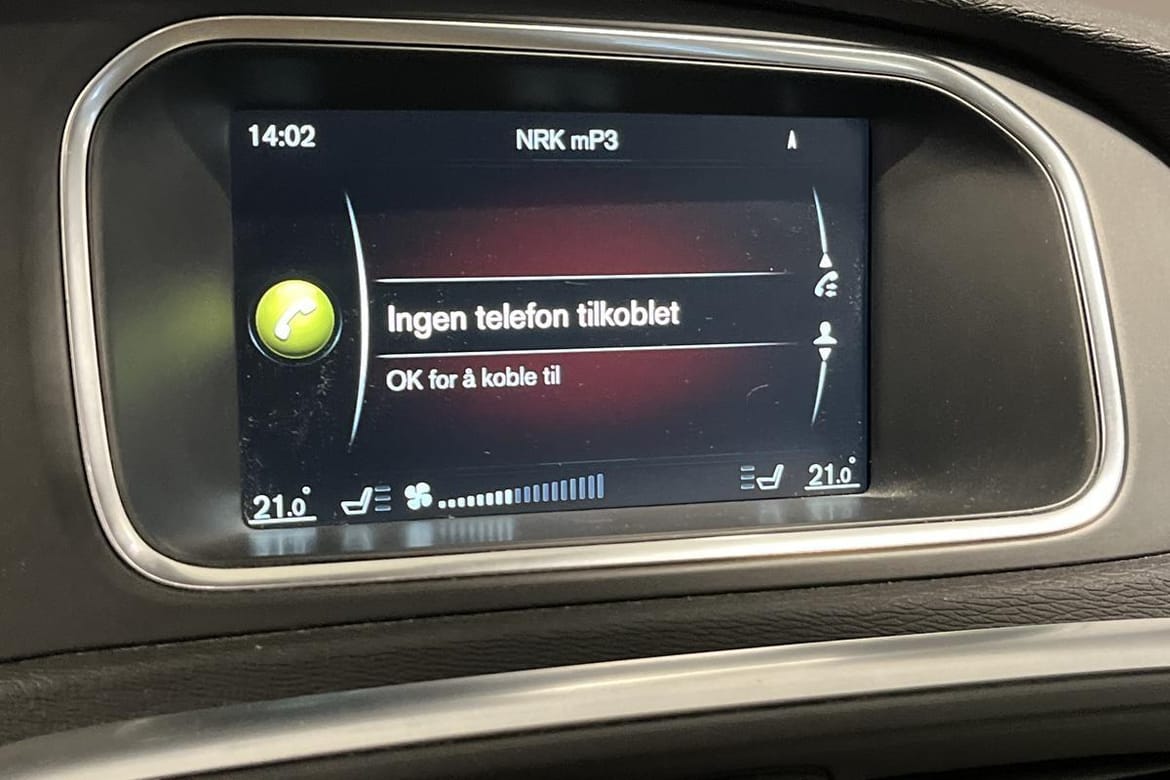 14:02
NRK mP3
Ingen telefon tilkoblet
OK for å koble til
21.0°
21.0°